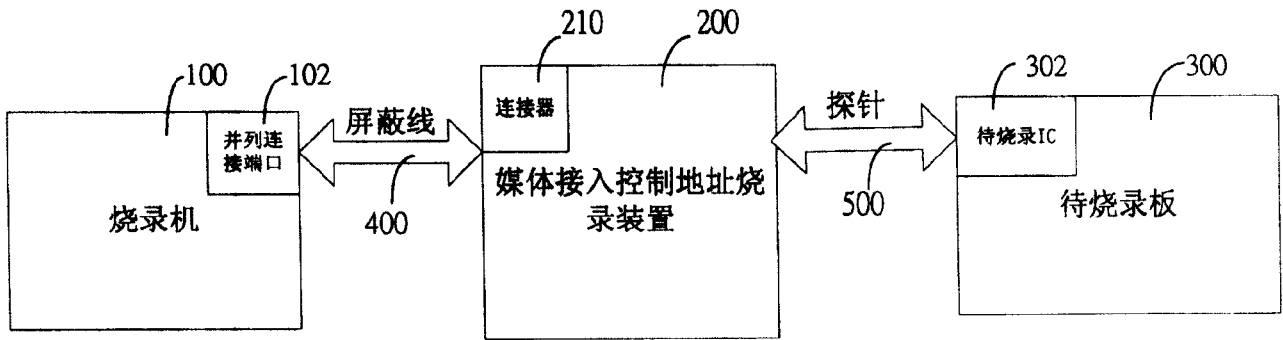 100
102
并列连
接端口
烧录机
屏蔽线
400
210
200
连接器
媒体接入控制地址烧
录装置
探针
500
302
300
待烧录IC
待烧录板